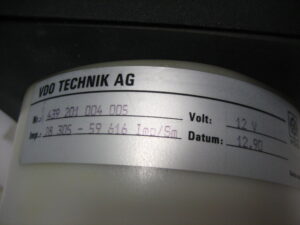 VDO TECHNIK AG
Nr.: 439 201 004 005 Volt: 12 V
Imp.: 28.305 - 59.616 Imp/Sm Datum: 12.90